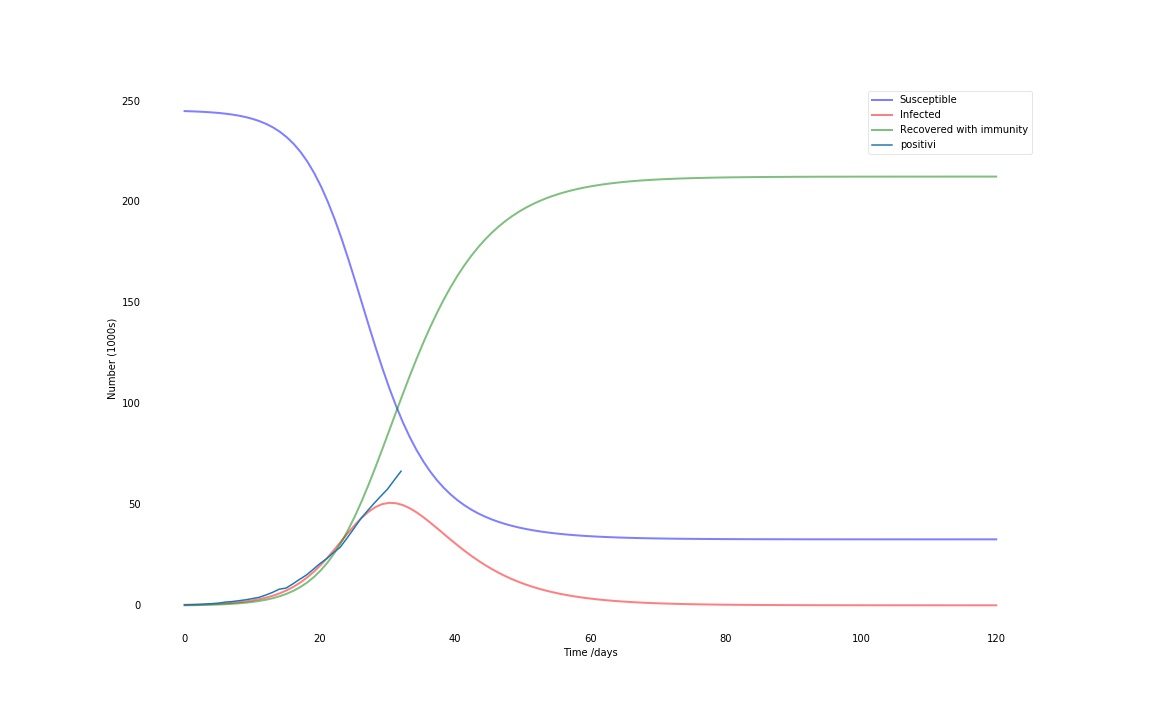 250
200
150
100
50
0
Number (1000s)
0 20 40 60 80 100 120
Time /days
Susceptible
Infected
Recovered with immunity
positivi